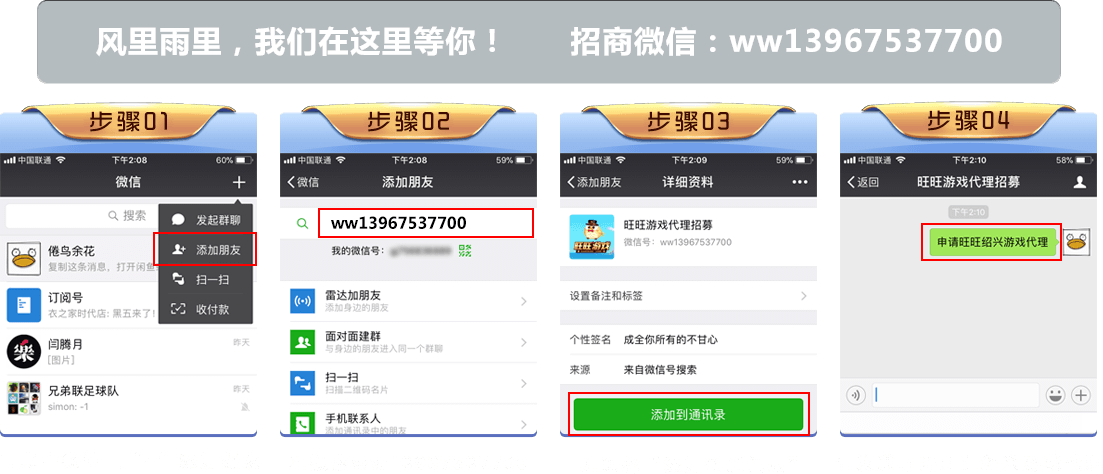 风里雨里，我们在这里等你！ 招商微信：ww13967537700
步骤01
中国联通 下午2:08 60%
微信
搜索
发起群聊
添加朋友
扫一扫
收付款
倦鸟余花
复制这条消息，打开闲鱼
订阅号
衣之家时代店: 黑五来了！
闫腾月 昨天
[图片]
兄弟联足球队 昨天
simon: -1
步骤02
中国联通 下午2:08 59%
微信 添加朋友
ww13967537700
我的微信号：
雷达加朋友
添加身边的朋友
面对面建群
与身边的朋友进入同一个群聊
扫一扫
扫描二维码名片
手机联系人
添加通讯录中的朋友
步骤03
中国联通 下午2:09 59%
添加朋友 详细资料
旺旺游戏
旺旺游戏代理招募
微信号：ww13967537700
设置备注和标签
个性签名 成全你所有的不甘心
来源 来自微信号搜索
添加到通讯录
步骤04
中国联通 下午2:10 58%
返回 旺旺游戏代理招募
下午2:10
申请旺旺绍兴游戏代理